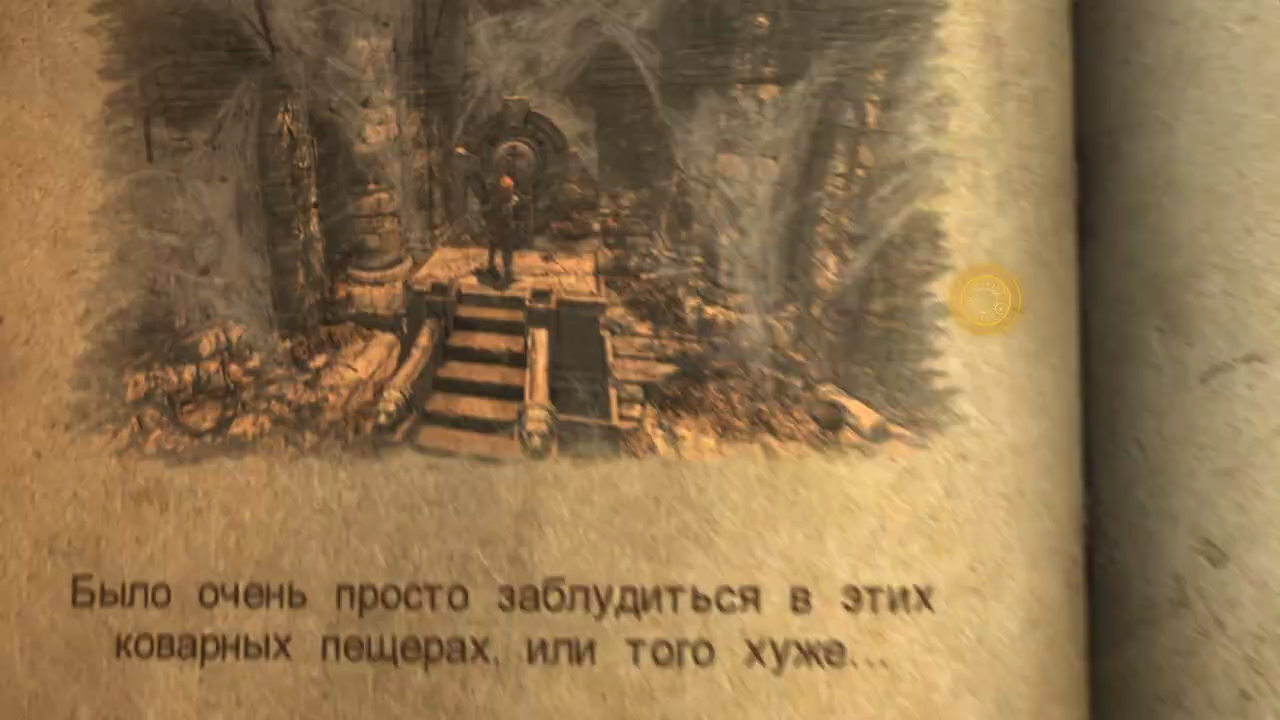 Было очень просто заблудиться в этих
коварных пещерах, или того хуже...